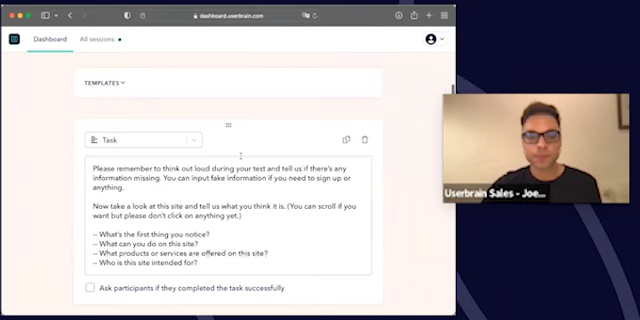 dashboard.userbrain.com
Dashboard
All sessions
TEMPLATES
Task
Please remember to think out loud during your test and tell us if there's any
information missing. You can input fake information if you need to sign up or
anything.
Now take a look at this site and tell us what you think it is. (You can scroll if you
want but please don't click on anything yet.)
-- What's the first thing you notice?
-- What can you do on this site?
-- What products or services are offered on this site?
-- Who is this site intended for?
Ask participants if they completed the task successfully
Userbrain Sales - Joe...